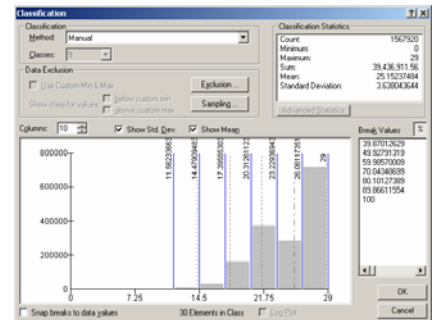 Classification
Classification
Method: Manual
Classes: 9
Data Exclusion
Use Custom Min & Max
Show class for values: below custom min
above custom max
Exclusion ...
Sampling ...
Classification Statistics
Count: 1567920
Minimum: 0
Maximum: 29
Sum: 39,436,911.56
Mean: 25.15237484
Standard Deviation: 3.638043644
Advanced Statistics
Columns: 10
Show Std. Dev.
Show Mean
Break Values
%
39.87012629
49.92791319
59.98570009
70.04348699
80.10127389
89.86611554
100
800000
600000
400000
200000
0
0
7.25
14.5
21.75
29
29
Snap breaks to data values
30 Elements in Class
Log Plot
OK
Cancel